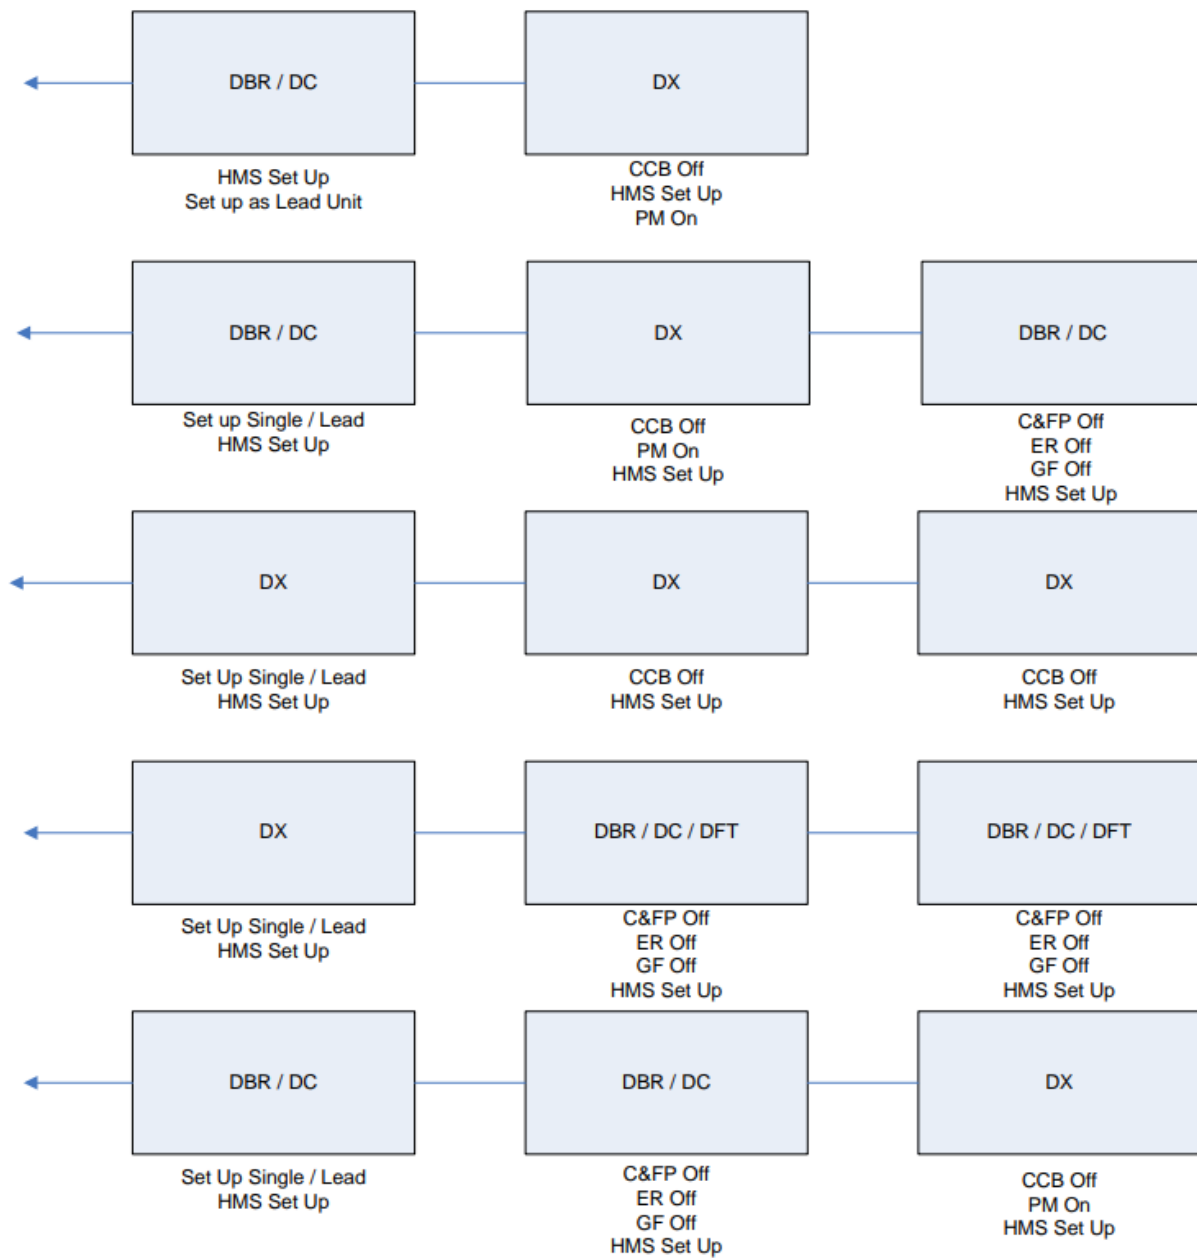 DBR / DC
DX
HMS Set Up
Set up as Lead Unit
CCB Off
HMS Set Up
PM On
DBR / DC
DX
DBR / DC
Set up Single / Lead
HMS Set Up
CCB Off
PM On
HMS Set Up
C&FP Off
ER Off
GF Off
HMS Set Up
DX
DX
DX
Set Up Single / Lead
HMS Set Up
CCB Off
HMS Set Up
CCB Off
HMS Set Up
DX
DBR / DC / DFT
DBR / DC / DFT
Set Up Single / Lead
HMS Set Up
C&FP Off
ER Off
GF Off
HMS Set Up
C&FP Off
ER Off
GF Off
HMS Set Up
DBR / DC
DBR / DC
DX
Set Up Single / Lead
HMS Set Up
C&FP Off
ER Off
GF Off
HMS Set Up
CCB Off
PM On
HMS Set Up